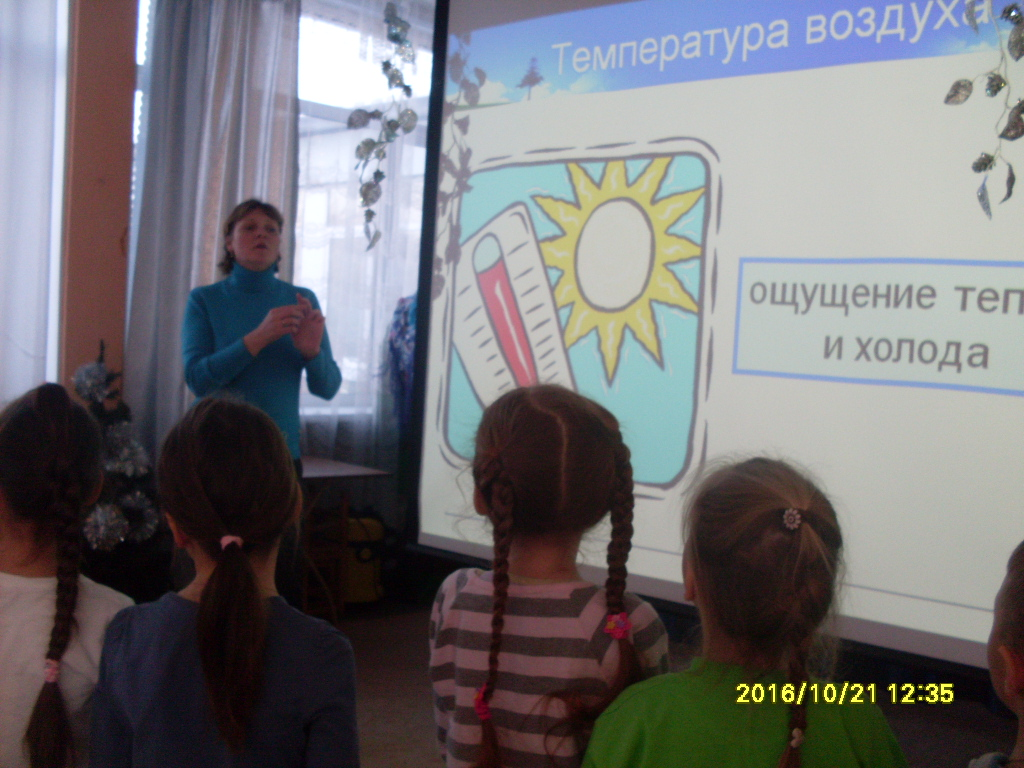 Температура воздуха
ощущение теп
и холода
2016/10/21 12:35